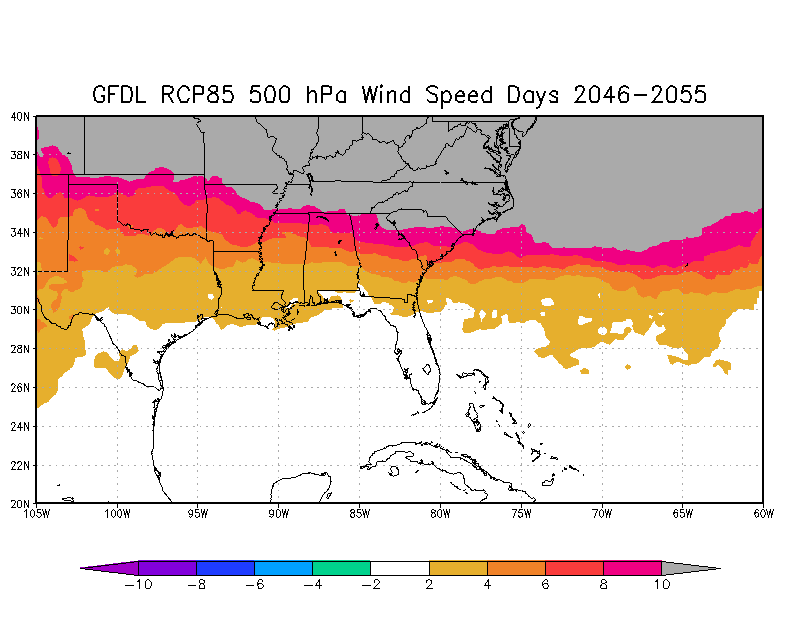 GFDL RCP85 500 hPa Wind Speed Days 2046-2055
40N
38N
36N
34N
32N
30N
28N
26N
24N
22N
20N
105W 100W 95W 90W 85W 80W 75W 70W 65W 60W
-10 -8 -6 -4 -2 2 4 6 8 10